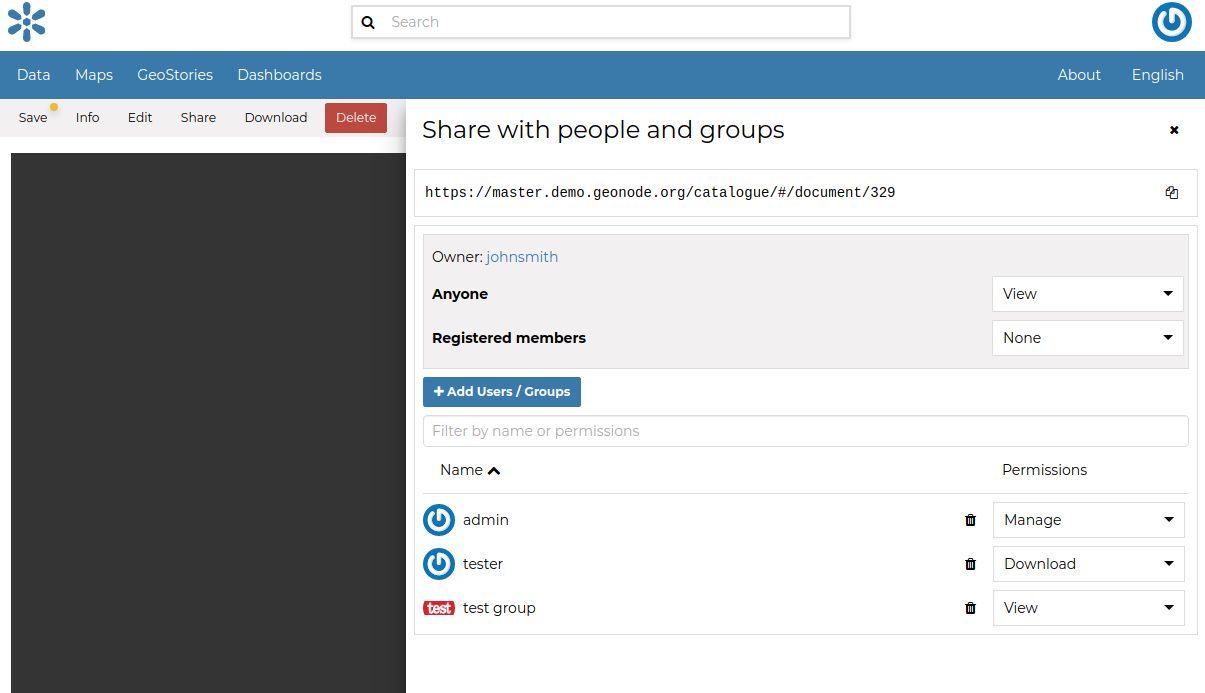 Search
Data Maps GeoStories Dashboards About English
Save Info Edit Share Download Delete
Share with people and groups
https://master.demo.geonode.org/catalogue/#/document/329
Owner: johnsmith
Anyone View
Registered members None
Add Users / Groups
Filter by name or permissions
Name Permissions
admin Manage
tester Download
test test group View